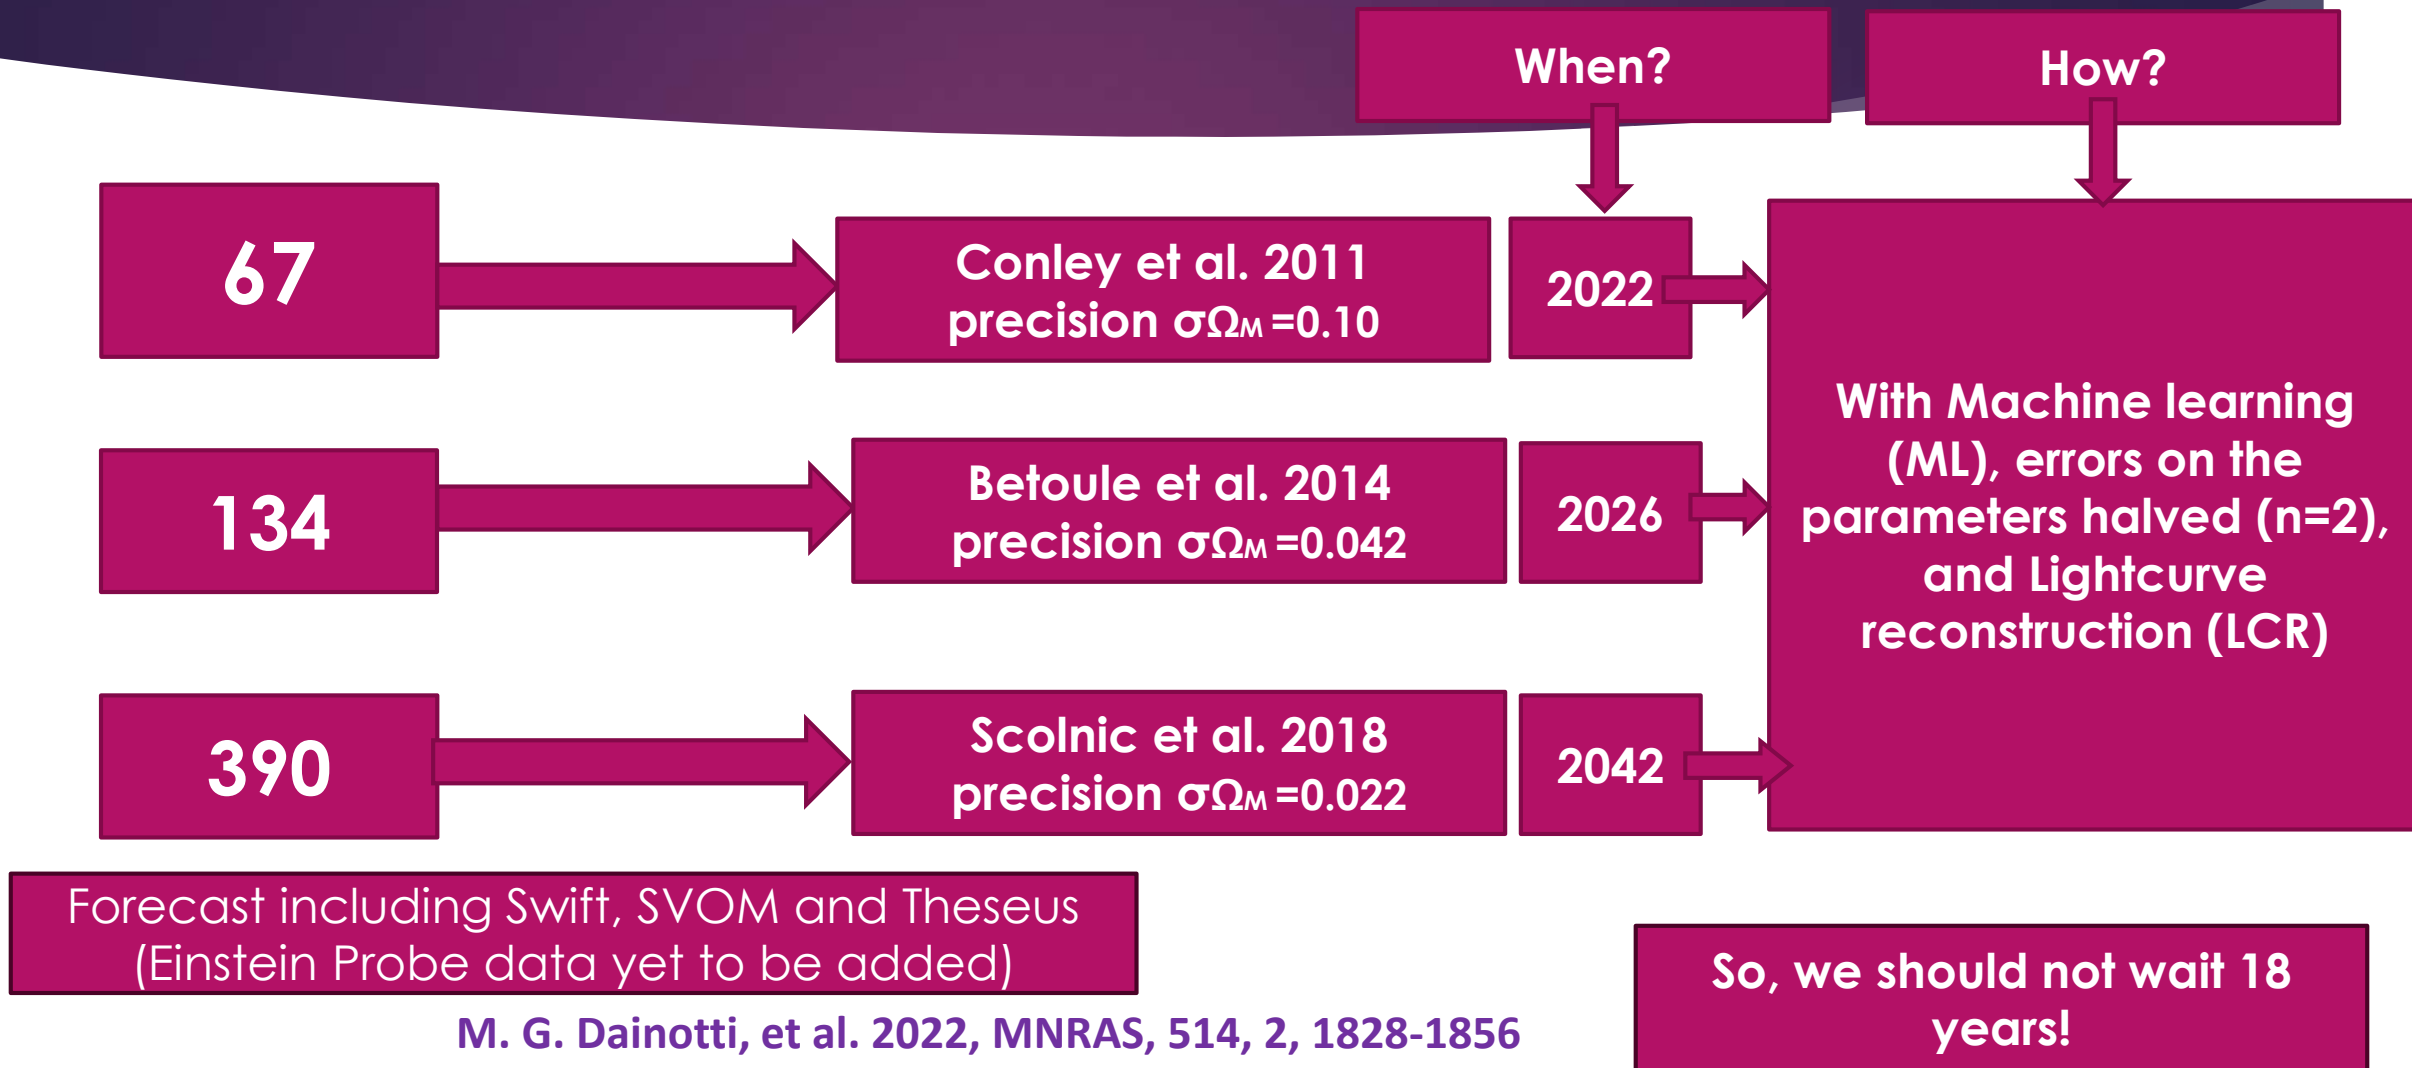 When?
How?
67
Conley et al. 2011
precision σΩM =0.10
2022
134
Betoule et al. 2014
precision σΩM =0.042
2026
390
Scolnic et al. 2018
precision σΩM =0.022
2042
With Machine learning
(ML), errors on the
parameters halved (n=2),
and Lightcurve
reconstruction (LCR)
Forecast including Swift, SVOM and Theseus
(Einstein Probe data yet to be added)
So, we should not wait 18
years!
M. G. Dainotti, et al. 2022, MNRAS, 514, 2, 1828-1856